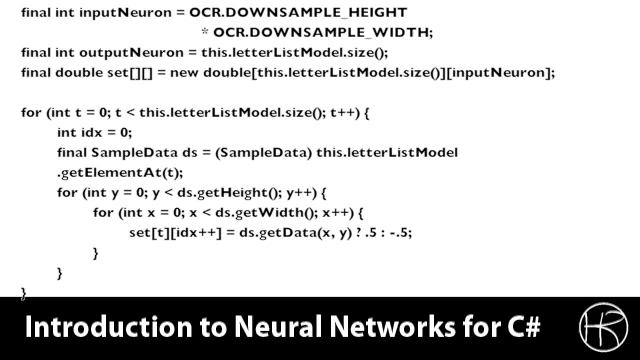 final int inputNeuron = OCR.DOWNSAMPLE_HEIGHT
* OCR.DOWNSAMPLE_WIDTH;
final int outputNeuron = this.letterListModel.size();
final double set[][] = new double[this.letterListModel.size()][inputNeuron];
for (int t = 0; t < this.letterListModel.size(); t++) {
int idx = 0;
final SampleData ds = (SampleData) this.letterListModel
.getElementAt(t);
for (int y = 0; y < ds.getHeight(); y++) {
for (int x = 0; x < ds.getWidth(); x++) {
set[t][idx++] = ds.getData(x, y) ? .5 : -.5;
}
}
}
Introduction to Neural Networks for C#